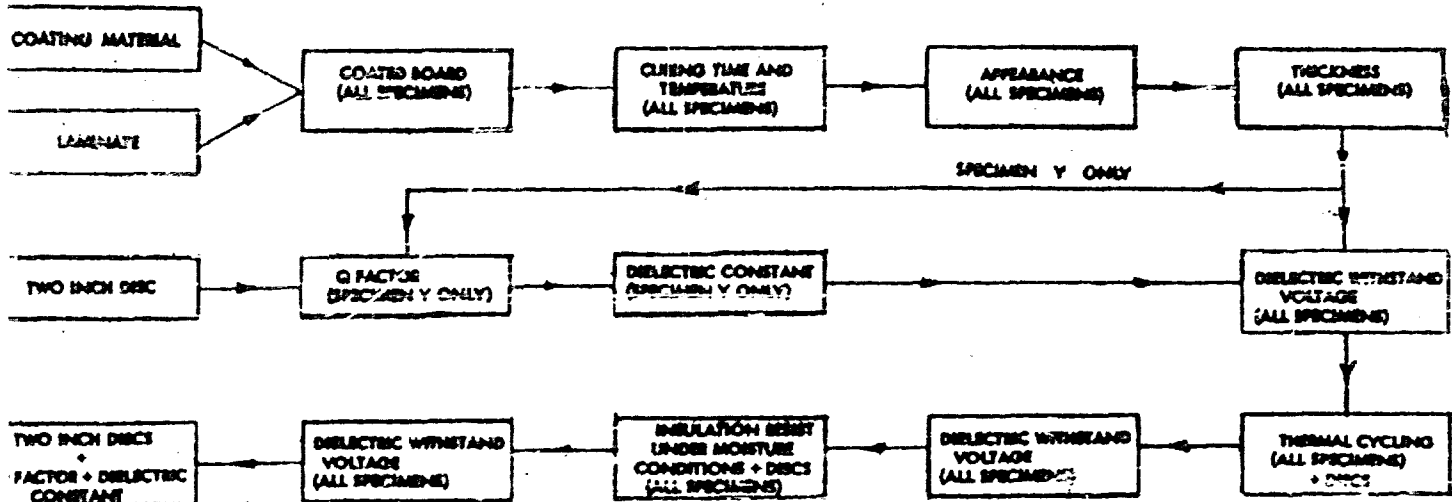 COATING MATERIAL
LAMINATE
COATED BOARD
(ALL SPECIMENS)
CURING TIME AND
TEMPERATURE
(ALL SPECIMENS)
APPEARANCE
(ALL SPECIMENS)
THICKNESS
(ALL SPECIMENS)
SPECIMEN Y ONLY
TWO INCH DISC
Q FACTOR
(SPECIMEN Y ONLY)
DIELECTRIC CONSTANT
(SPECIMEN Y ONLY)
DIELECTRIC WITHSTAND
VOLTAGE
(ALL SPECIMENS)
TWO INCH DISCS
+
FACTOR + DIELECTRIC
CONSTANT
DIELECTRIC WITHSTAND
VOLTAGE
(ALL SPECIMENS)
INSULATION RESIST
UNDER MOISTURE
CONDITIONS + DISCS
(ALL SPECIMENS)
DIELECTRIC WITHSTAND
VOLTAGE
(ALL SPECIMENS)
THERMAL CYCLING
(ALL SPECIMENS)
+ DISCS